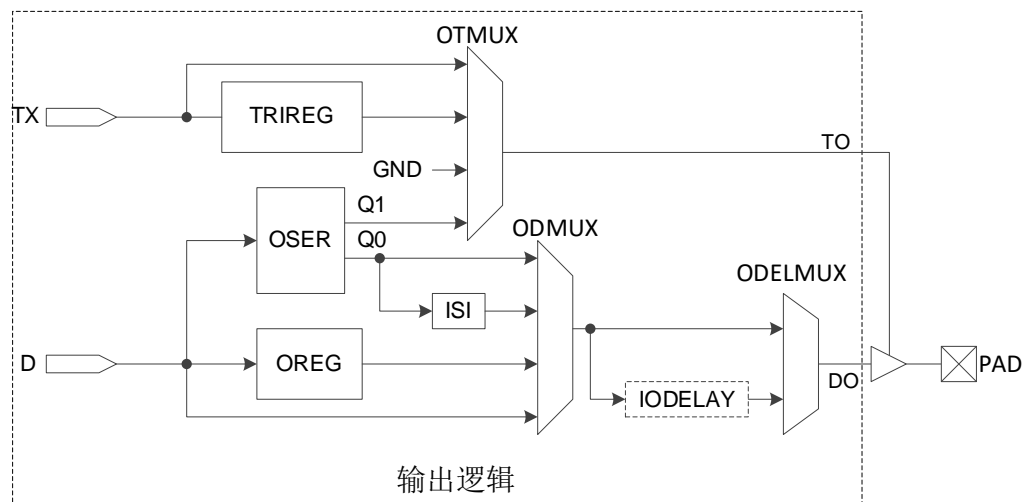 OTMUX
TX
TRIREG
TO
GND
Q1
OSER
Q0
ODMUX
ODELMUX
ISI
D
OREG
DO
PAD
IODELAY
输出逻辑